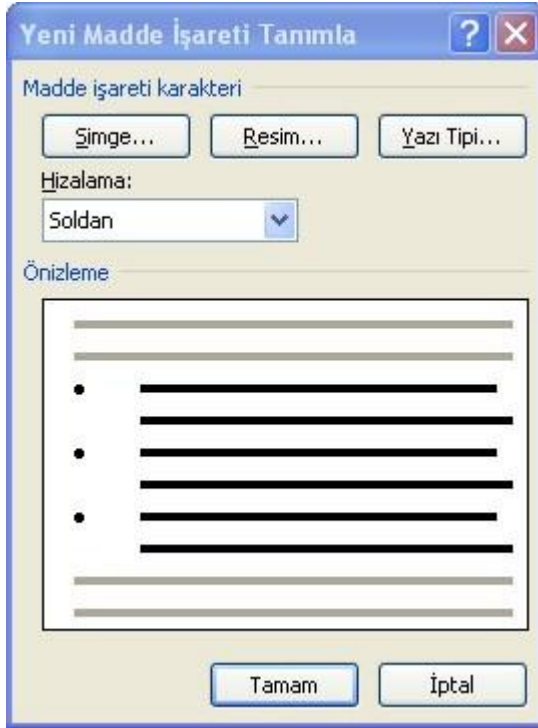 Yeni Madde İşareti Tanımla ?
Madde işareti karakteri
Simge... Resim... Yazı Tipi...
Hizalama:
Soldan
Önizleme
Tamam İptal